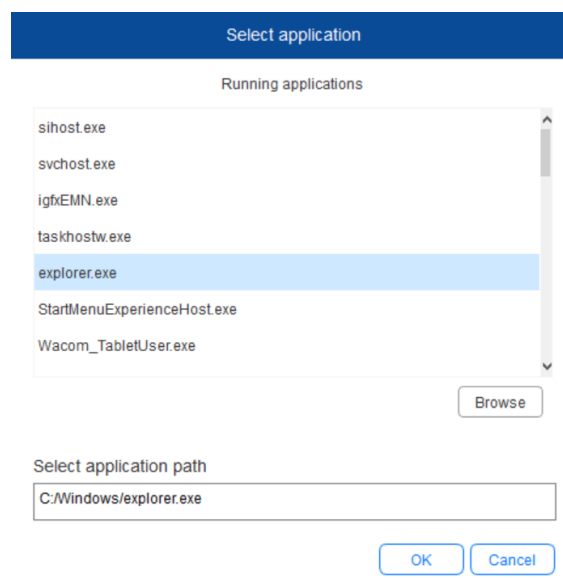 Select application
Running applications
sihost.exe
svchost.exe
igfxEMN.exe
taskhostw.exe
explorer.exe
StartMenuExperienceHost.exe
Wacom_TabletUser.exe
Browse
Select application path
C:/Windows/explorer.exe
OK Cancel